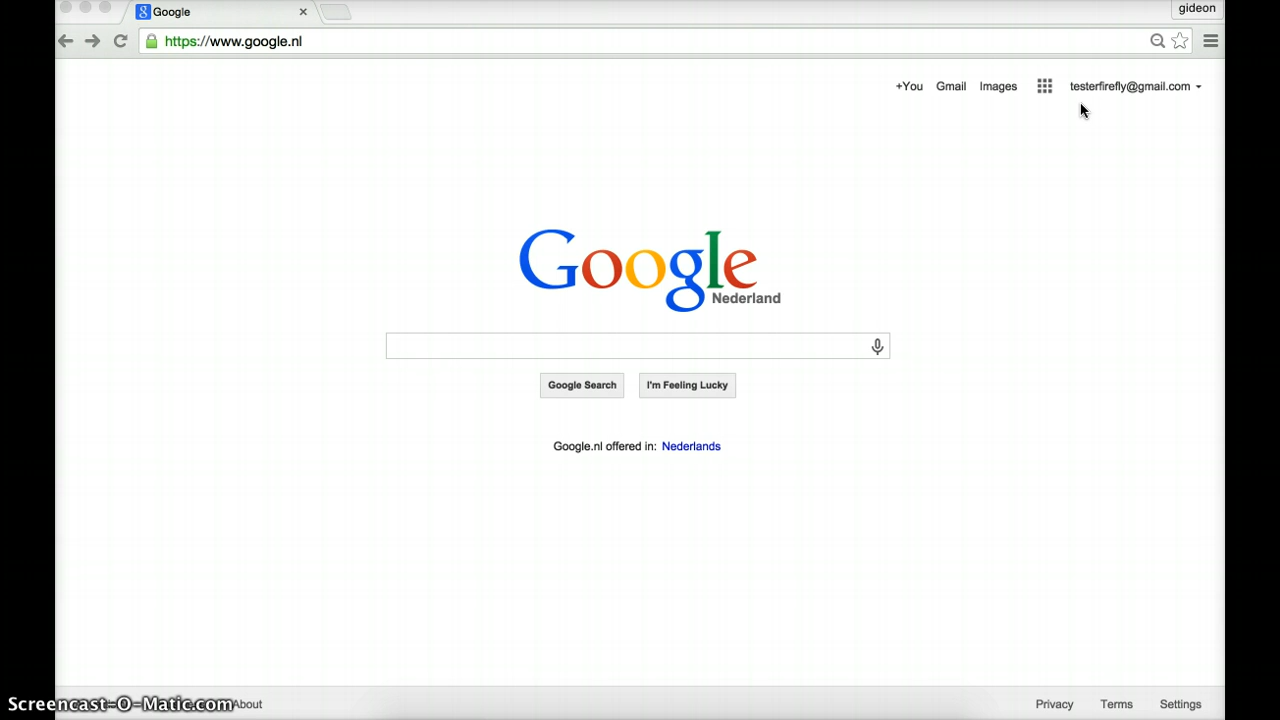 Google
gideon
https://www.google.nl
+You Gmail Images testerfirefly@gmail.com
Google
Nederland
Google Search I'm Feeling Lucky
Google.nl offered in: Nederlands
Screencast-O-Matic.com About Privacy Terms Settings